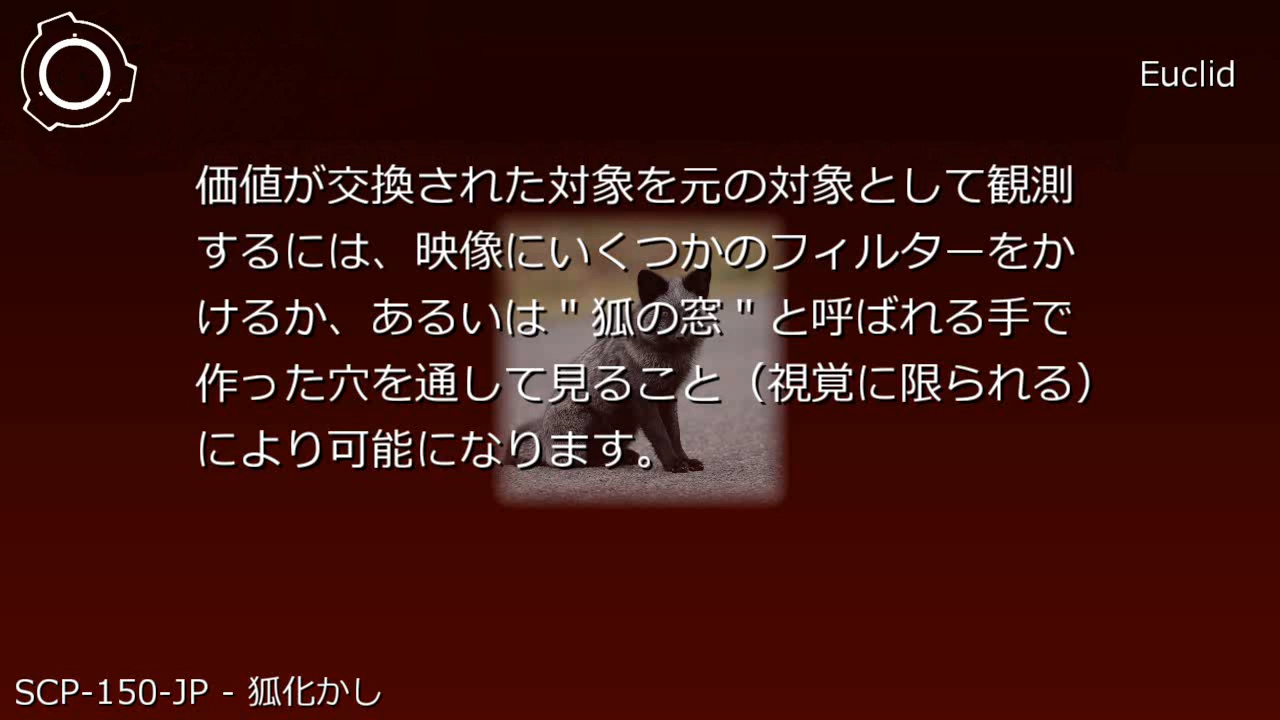 Euclid
価値が交換された対象を元の対象として観測
するには、映像にいくつかのフィルターをか
けるか、あるいは"狐の窓"と呼ばれる手で
作った穴を通して見ること（視覚に限られる）
により可能になります。
SCP-150-JP - 狐化かし